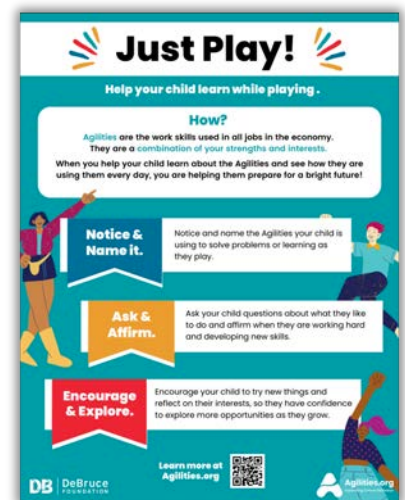 Just Play!
Help your child learn while playing.
How?
Agilities are the work skills used in all jobs in the economy.
They are a combination of your strengths and interests.
When you help your child learn about the Agilities and see how they are
using them every day, you are helping them prepare for a bright future!
Notice &
Name it.
Notice and name the Agilities your child is
using to solve problems or learning as
they play.
Ask &
Affirm.
Ask your child questions about what they like
to do and affirm when they are working hard
and developing new skills.
Encourage
& Explore.
Encourage your child to try new things and
reflect on their interests, so they have confidence
to explore more opportunities as they grow.
Learn more at
Agilities.org
DB DeBruce
FOUNDATION
Agilities.org